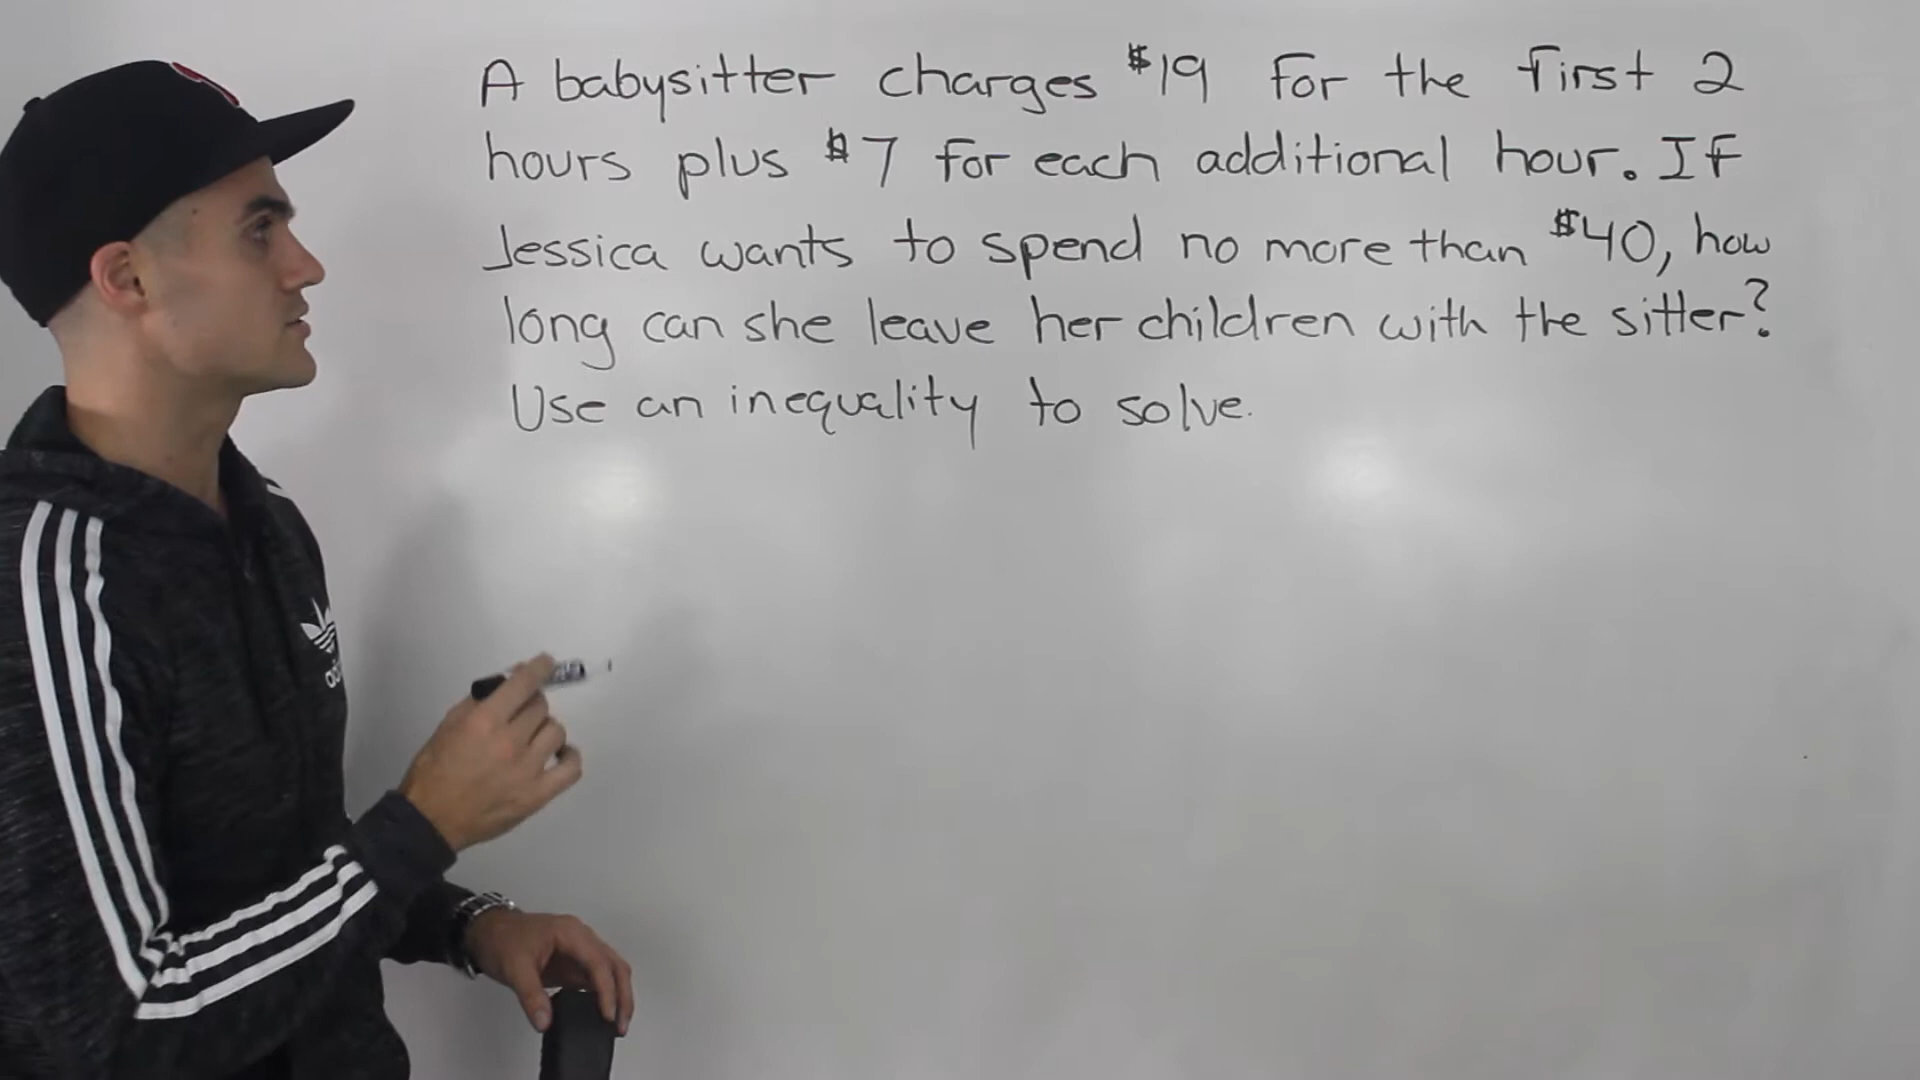 A babysitter charges $19 for the first 2
hours plus $7 for each additional hour. If
Jessica wants to spend no more than $40, how
long can she leave her children with the sitter?
Use an inequality to solve.